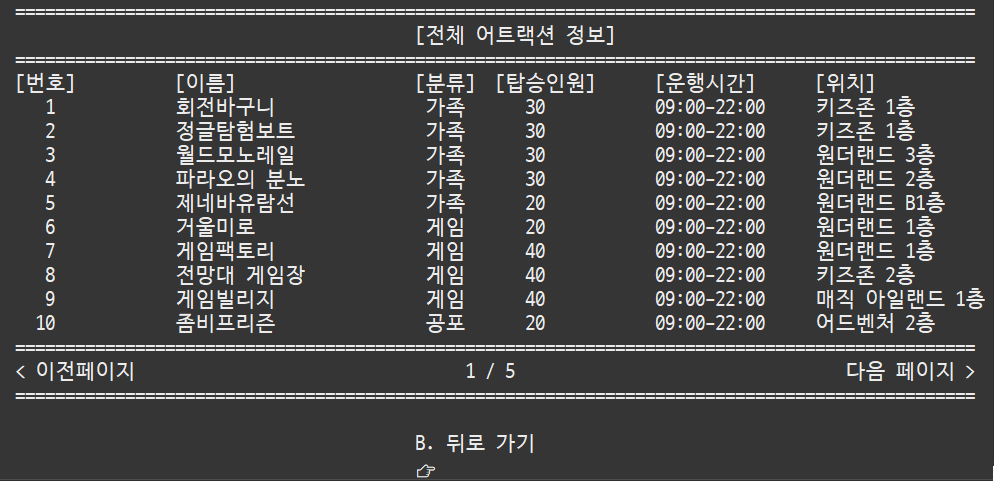 ================================================================================================
[전체 어트랙션 정보]
================================================================================================
[번호] [이름] [분류] [탑승인원] [운행시간] [위치]
1 회전바구니 가족 30 09:00-22:00 키즈존 1층
2 정글탐험보트 가족 30 09:00-22:00 키즈존 1층
3 월드모노레일 가족 30 09:00-22:00 원더랜드 3층
4 파라오의 분노 가족 30 09:00-22:00 원더랜드 2층
5 제네바유람선 가족 20 09:00-22:00 원더랜드 B1층
6 거울미로 게임 20 09:00-22:00 원더랜드 1층
7 게임팩토리 게임 40 09:00-22:00 원더랜드 1층
8 전망대 게임장 게임 40 09:00-22:00 키즈존 2층
9 게임빌리지 게임 40 09:00-22:00 매직 아일랜드 1층
10 좀비프리즌 공포 20 09:00-22:00 어드벤처 2층
================================================================================================
< 이전페이지 1 / 5 다음 페이지 >
================================================================================================
B. 뒤로 가기
☞